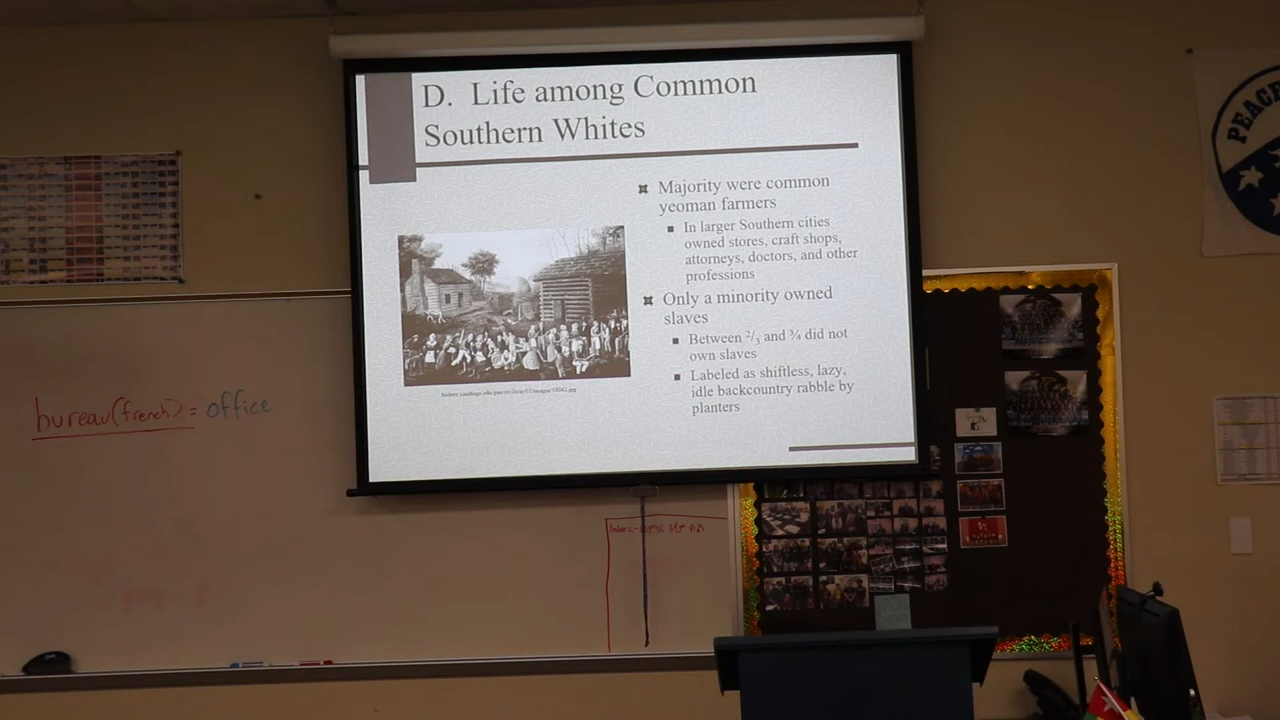 D. Life among Common
Southern Whites
Majority were common
yeoman farmers
In larger Southern cities
owned stores, craft shops,
attorneys, doctors, and other
professions
Only a minority owned
slaves
Between ²/₃ and ¾ did not
own slaves
Labeled as shiftless, lazy,
idle backcountry rabble by
planters
bureau(french) = office
PEACE